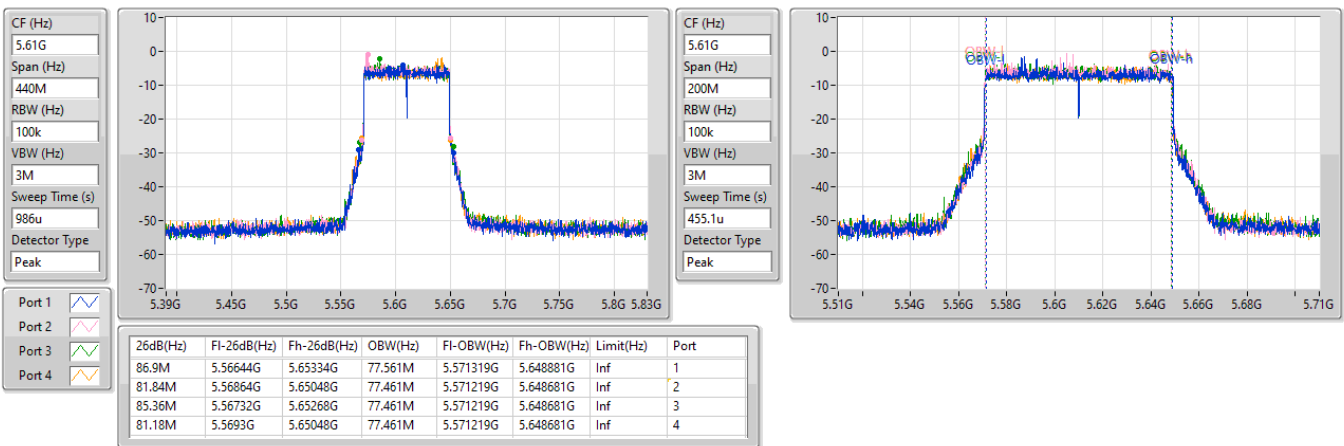 CF (Hz)
5.61G
Span (Hz)
440M
RBW (Hz)
100k
VBW (Hz)
3M
Sweep Time (s)
986u
Detector Type
Peak
10
0
-10
-20
-30
-40
-50
-60
-70
5.39G 5.45G 5.5G 5.55G 5.6G 5.65G 5.7G 5.75G 5.8G 5.83G
CF (Hz)
5.61G
Span (Hz)
200M
RBW (Hz)
100k
VBW (Hz)
3M
Sweep Time (s)
455.1u
Detector Type
Peak
10
0
-10
-20
-30
-40
-50
-60
-70
OBW-l OBW-h
5.51G 5.54G 5.56G 5.58G 5.6G 5.62G 5.64G 5.66G 5.68G 5.71G
Port 1
Port 2
Port 3
Port 4
26dB(Hz) Fl-26dB(Hz) Fh-26dB(Hz) OBW(Hz) Fl-OBW(Hz) Fh-OBW(Hz) Limit(Hz) Port
86.9M 5.56644G 5.65334G 77.561M 5.571319G 5.648881G Inf 1
81.84M 5.56864G 5.65048G 77.461M 5.571219G 5.648681G Inf 2
85.36M 5.56732G 5.65268G 77.461M 5.571219G 5.648681G Inf 3
81.18M 5.5693G 5.65048G 77.461M 5.571219G 5.648681G Inf 4